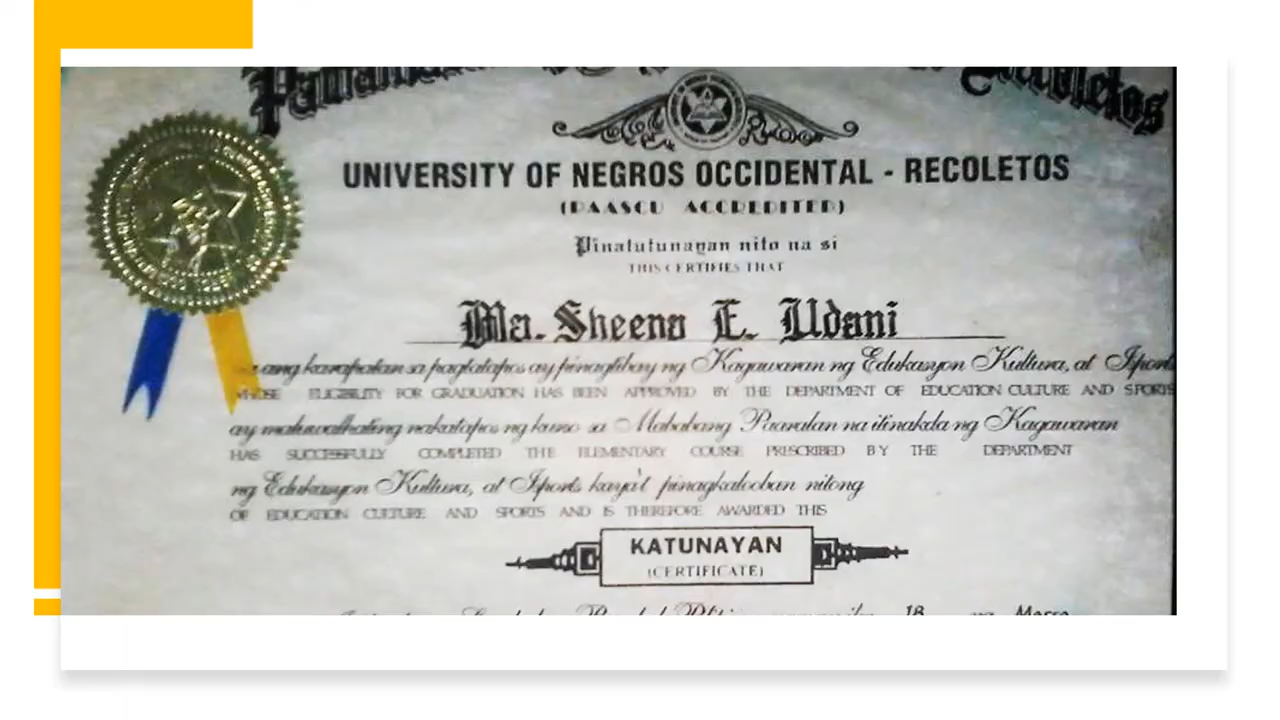 Recoletos
UNIVERSITY OF NEGROS OCCIDENTAL - RECOLETOS
(PAASCU ACCREDITED)
Pinatutunayan nito na si
THIS CERTIFIES THAT
Ma. Sheena E. Udani
ang karapatan sa pagtatapos ay pinagtibay ng Kagawaran ng Edukasyon Kultura, at Isports
WHOSE ELIGIBILITY FOR GRADUATION HAS BEEN APPROVED BY THE DEPARTMENT OF EDUCATION CULTURE AND SPORTS
ay maluwalhating nakatapos ng kurso sa Mababang Paaralan na itinakda ng Kagawaran
HAS SUCCESSFULLY COMPLETED THE ELEMENTARY COURSE PRESCRIBED BY THE DEPARTMENT
ng Edukasyon Kultura, at Isports kaya't pinagkalooban nitong
OF EDUCATION CULTURE AND SPORTS AND IS THEREFORE AWARDED THIS
KATUNAYAN
(CERTIFICATE)
18 ng Marso